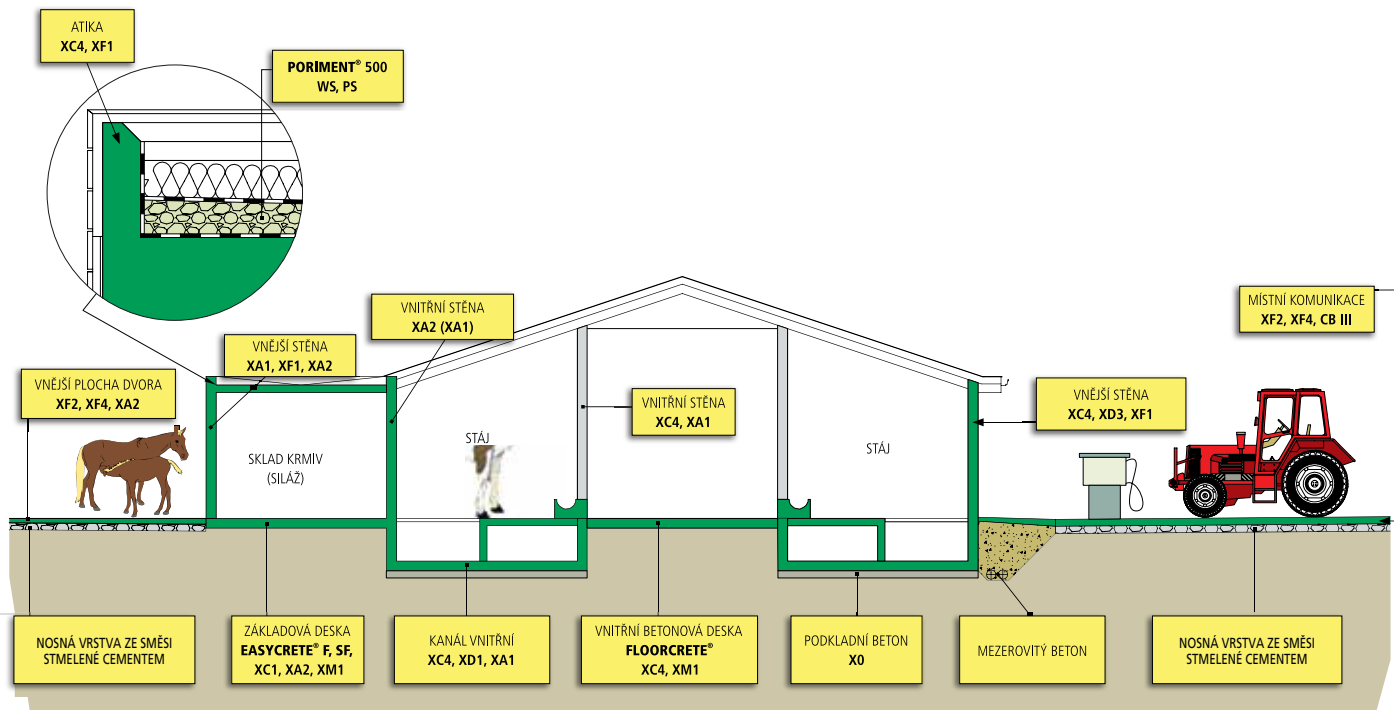 ATIKA
XC4, XF1
PORIMENT® 500
WS, PS
VNITŘNÍ STĚNA
XA2 (XA1)
MÍSTNÍ KOMUNIKACE
XF2, XF4, CB III
VNĚJŠÍ STĚNA
XA1, XF1, XA2
VNĚJŠÍ PLOCHA DVORA
XF2, XF4, XA2
VNITŘNÍ STĚNA
XC4, XA1
VNĚJŠÍ STĚNA
XC4, XD3, XF1
SKLAD KRMIV
(SILÁŽ)
STÁJ
STÁJ
NOSNÁ VRSTVA ZE SMĚSI
STMELENÉ CEMENTEM
ZÁKLADOVÁ DESKA
EASYCRETE® F, SF,
XC1, XA2, XM1
KANÁL VNITŘNÍ
XC4, XD1, XA1
VNITŘNÍ BETONOVÁ DESKA
FLOORCRETE®
XC4, XM1
PODKLADNÍ BETON
X0
MEZEROVITÝ BETON
NOSNÁ VRSTVA ZE SMĚSI
STMELENÉ CEMENTEM